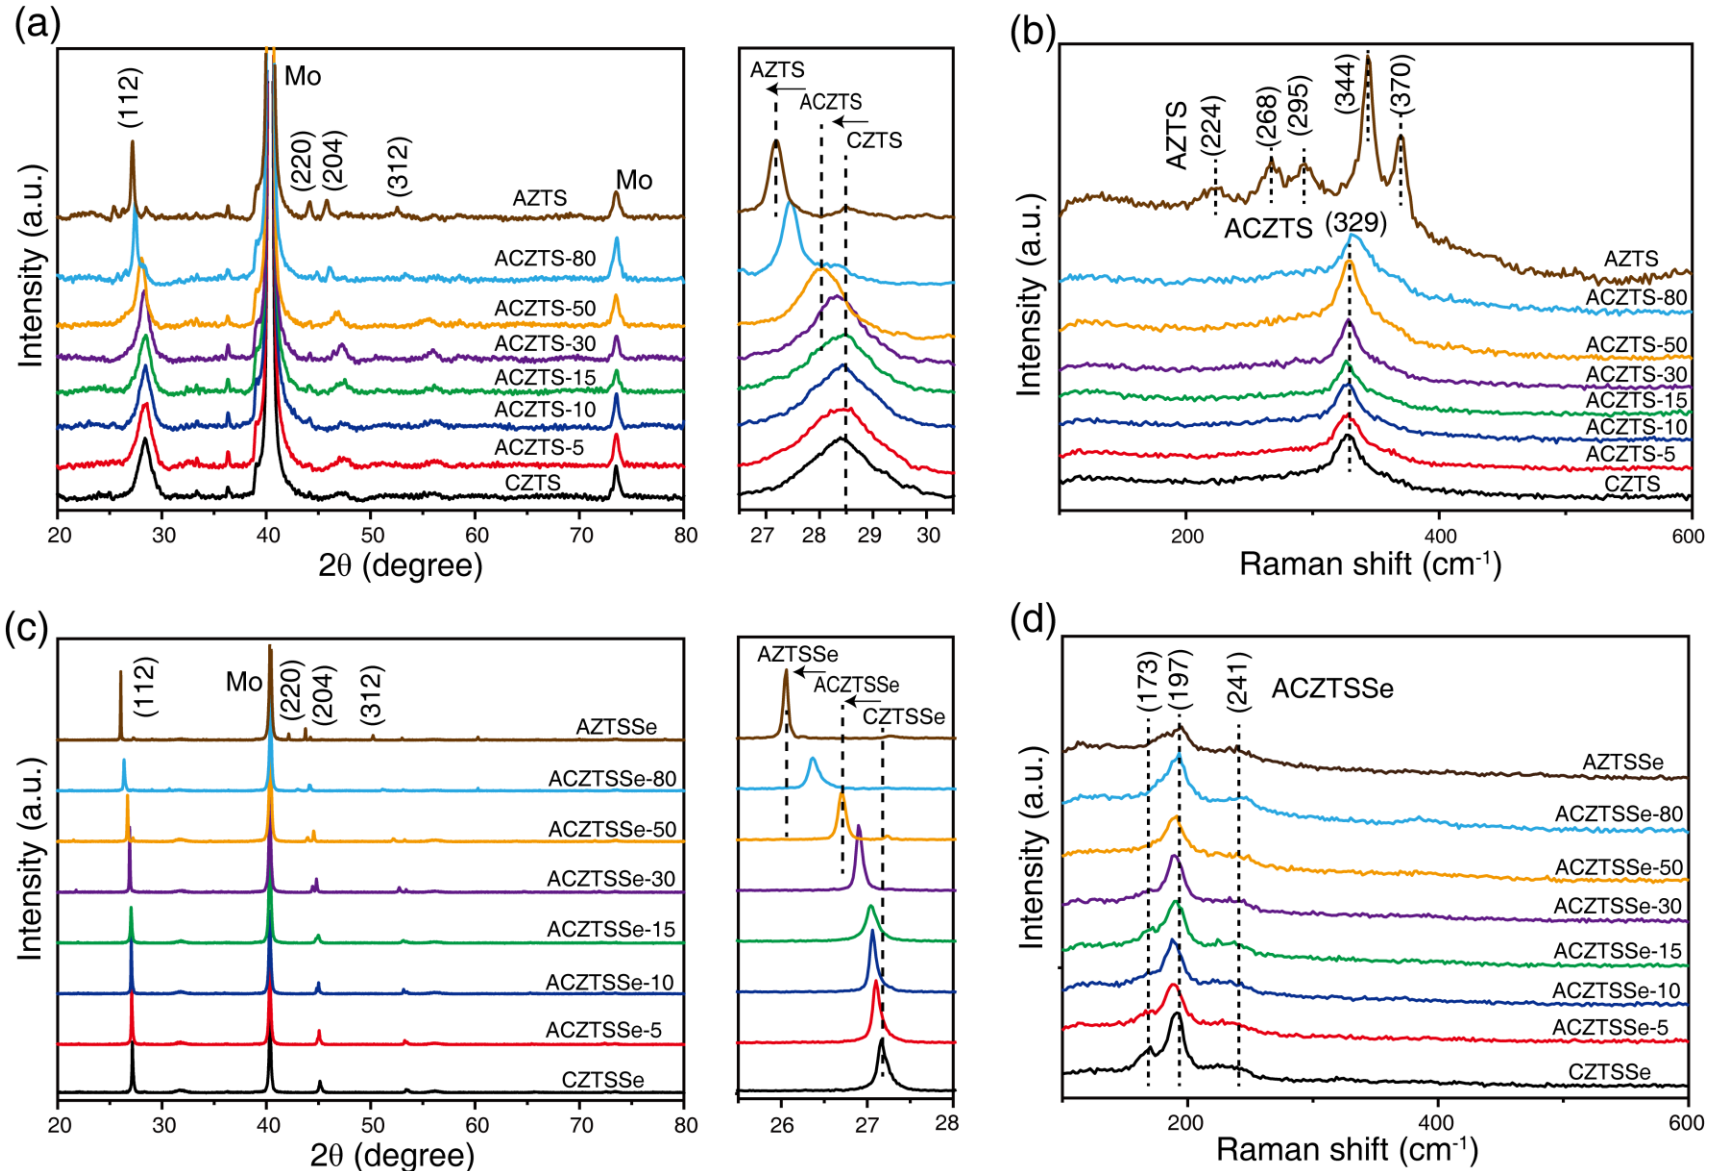 (a)
Intensity (a.u.)
(112)
Mo
(220)
(204)
(312)
Mo
AZTS
ACZTS-80
ACZTS-50
ACZTS-30
ACZTS-15
ACZTS-10
ACZTS-5
CZTS
20 30 40 50 60 70 80
2θ (degree)
AZTS
ACZTS
CZTS
27 28 29 30
(b)
Intensity (a.u.)
AZTS
(224)
(268)
(295)
(344)
(370)
ACZTS (329)
AZTS
ACZTS-80
ACZTS-50
ACZTS-30
ACZTS-15
ACZTS-10
ACZTS-5
CZTS
200 400 600
Raman shift (cm-1)
(c)
Intensity (a.u.)
(112)
Mo
(220)
(204)
(312)
AZTSSe
ACZTSSe-80
ACZTSSe-50
ACZTSSe-30
ACZTSSe-15
ACZTSSe-10
ACZTSSe-5
CZTSSe
20 30 40 50 60 70 80
2θ (degree)
AZTSSe
ACZTSSe
CZTSSe
26 27 28
(d)
Intensity (a.u.)
(173)
(197)
(241)
ACZTSSe
AZTSSe
ACZTSSe-80
ACZTSSe-50
ACZTSSe-30
ACZTSSe-15
ACZTSSe-10
ACZTSSe-5
CZTSSe
200 400 600
Raman shift (cm-1)